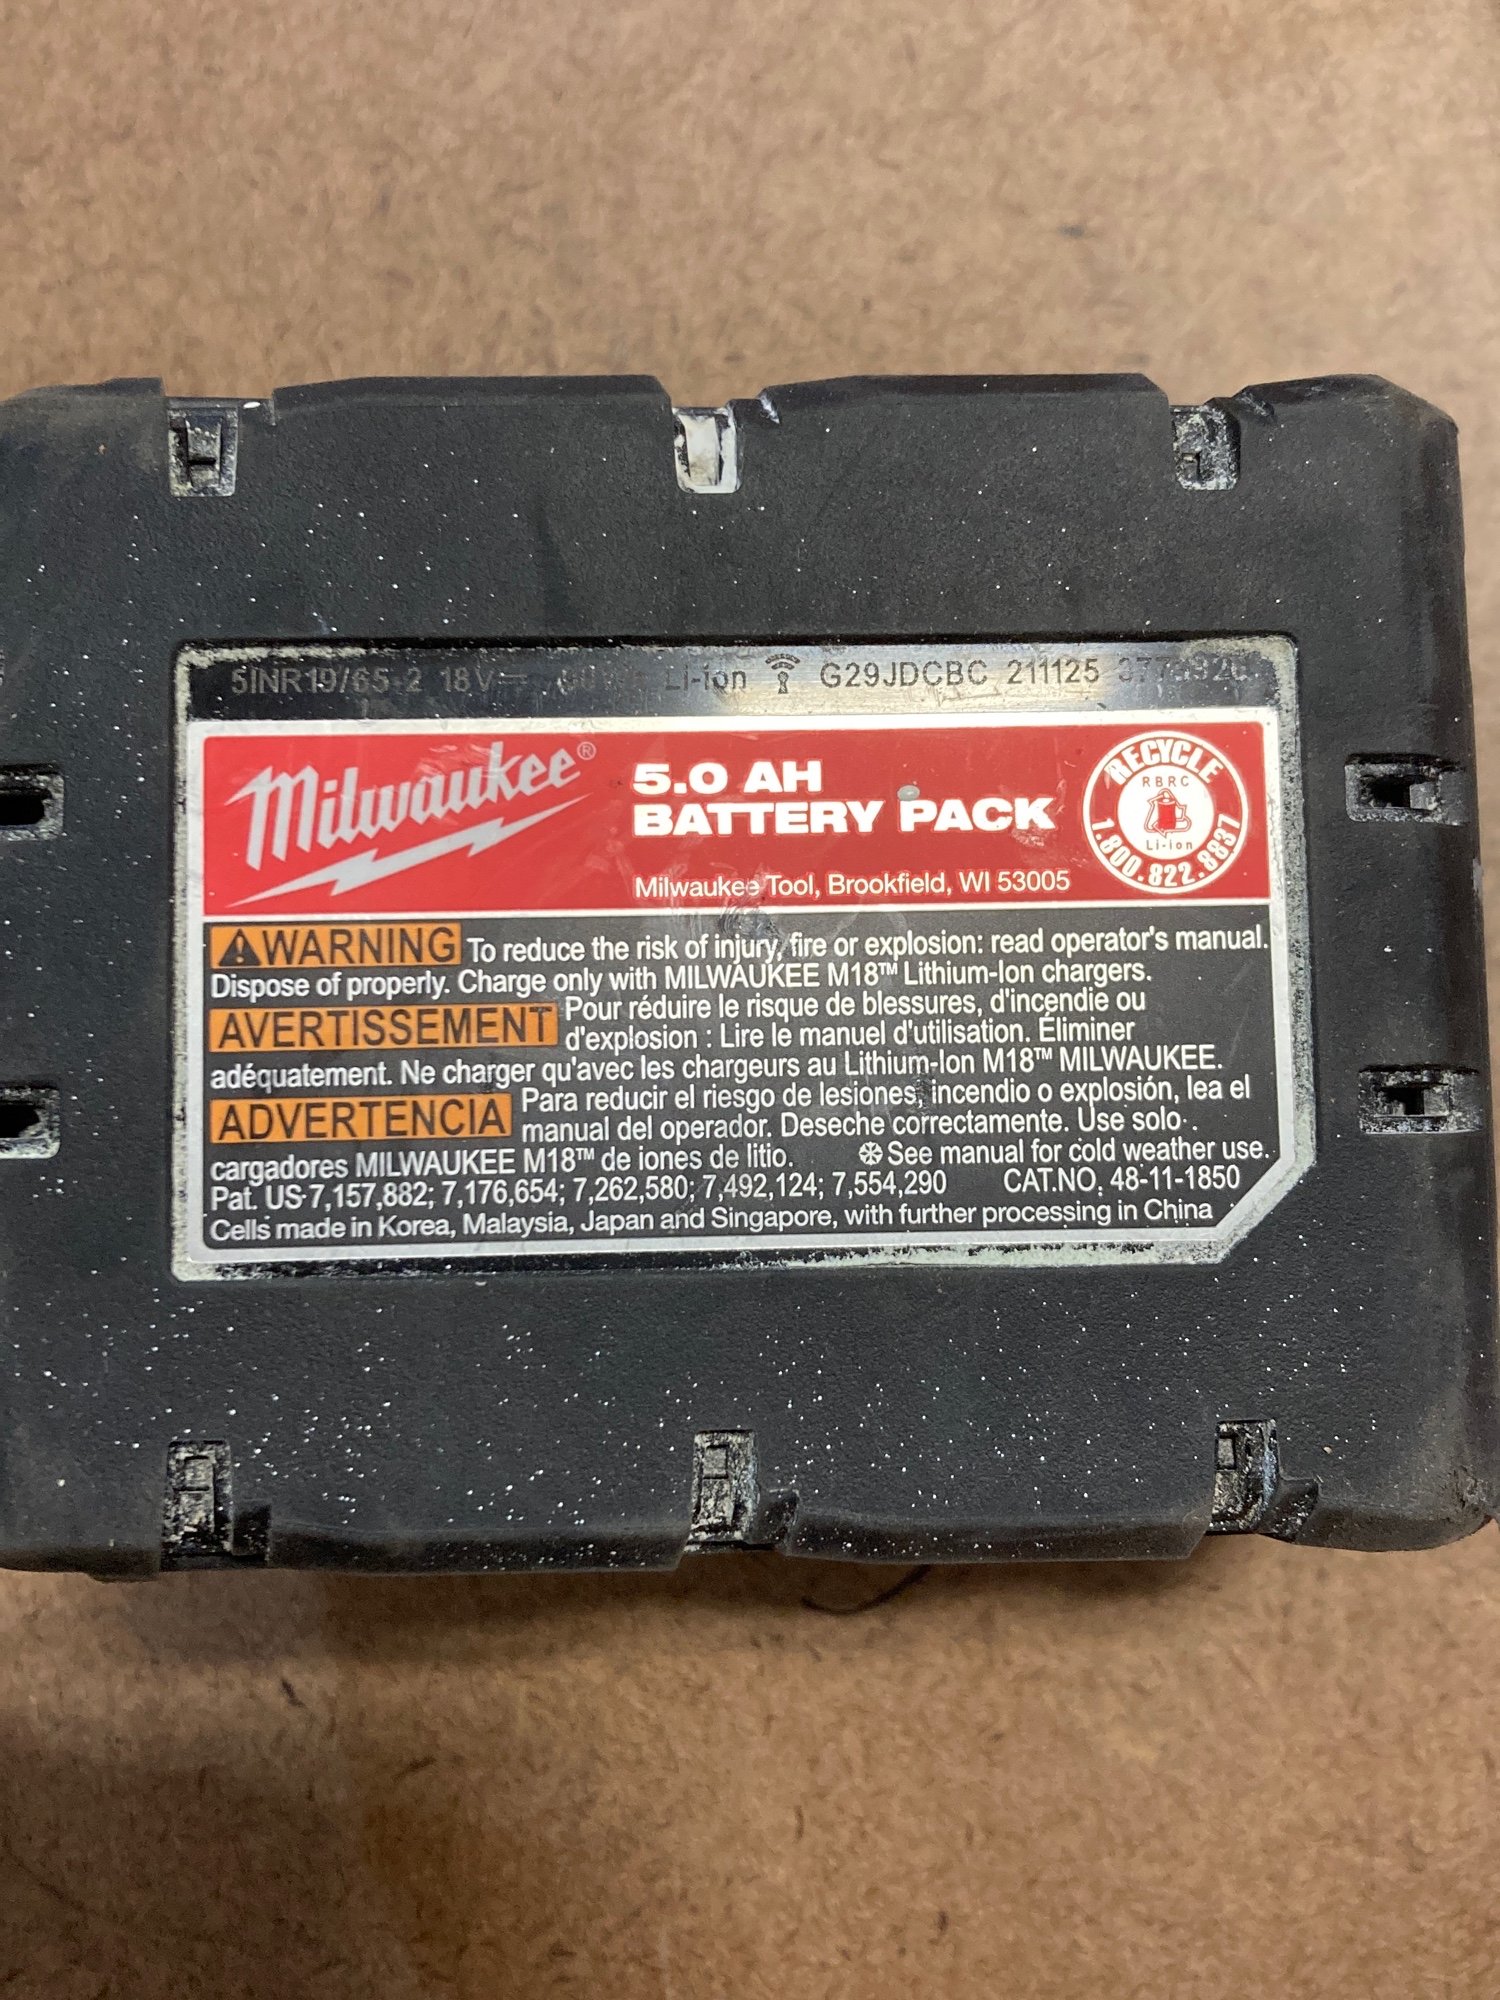 5INR19/65-2 18V Li-ion G29JDCBC 211125
Milwaukee®
5.0 AH
BATTERY PACK
Milwaukee Tool, Brookfield, WI 53005
RECYCLE
RBRC
Li-ion
1.800.822.8837
WARNING To reduce the risk of injury, fire or explosion: read operator's manual.
Dispose of properly. Charge only with MILWAUKEE M18™ Lithium-Ion chargers.
AVERTISSEMENT Pour réduire le risque de blessures, d'incendie ou
d'explosion : Lire le manuel d'utilisation. Éliminer
adéquatement. Ne charger qu'avec les chargeurs au Lithium-Ion M18™ MILWAUKEE.
ADVERTENCIA Para reducir el riesgo de lesiones, incendio o explosión, lea el
manual del operador. Deseche correctamente. Use solo
cargadores MILWAUKEE M18™ de iones de litio. See manual for cold weather use.
Pat. US 7,157,882; 7,176,654; 7,262,580; 7,492,124; 7,554,290 CAT.NO. 48-11-1850
Cells made in Korea, Malaysia, Japan and Singapore, with further processing in China